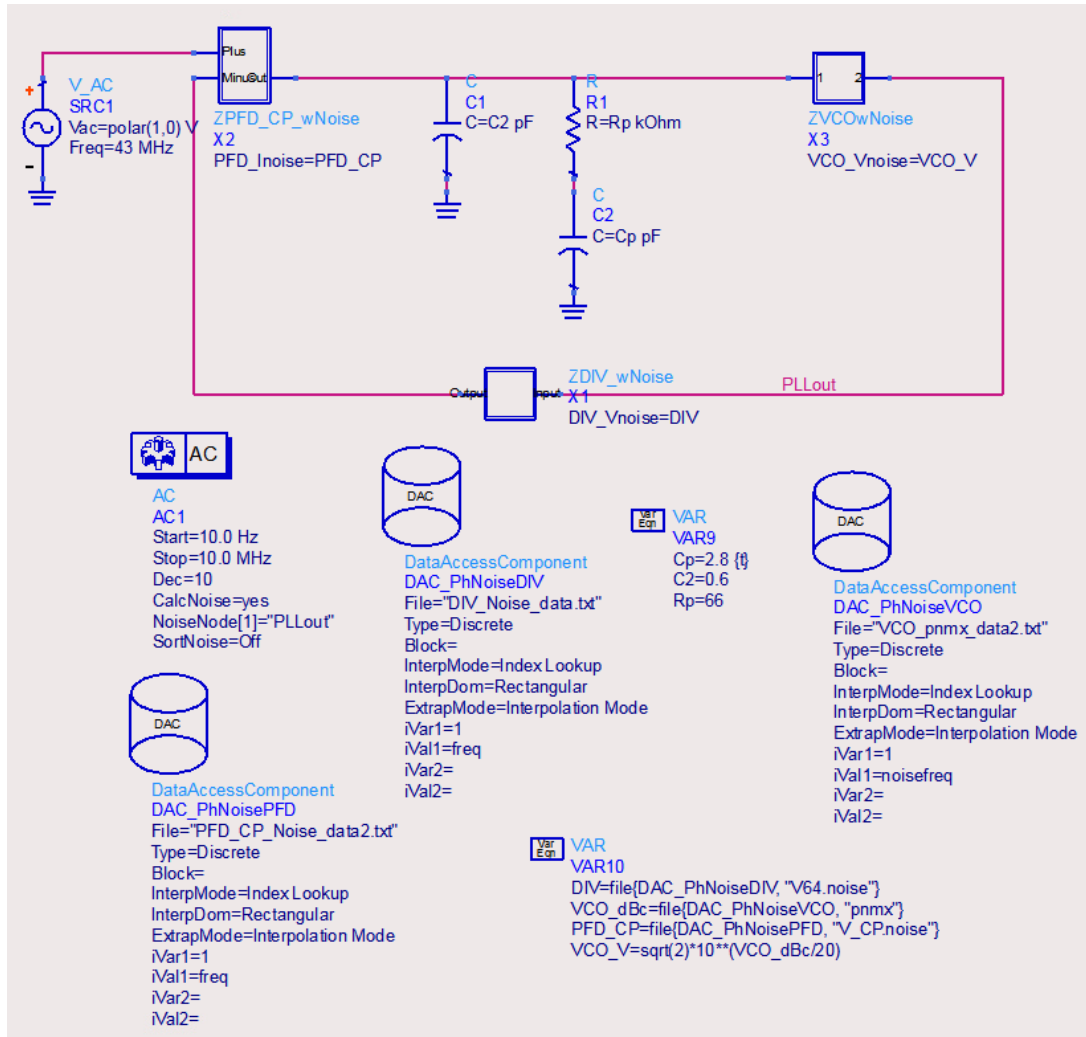 Plus
MinusOut
ZPFD_CP_wNoise
X2
PFD_Inoise=PFD_CP
+
V_AC
SRC1
Vac=polar(1,0) V
Freq=43 MHz
-
C
C1
C=C2 pF
R
R1
R=Rp kOhm
C
C2
C=Cp pF
1 2
ZVCOwNoise
X3
VCO_Vnoise=VCO_V
Output
Input
ZDIV_wNoise
X1
DIV_Vnoise=DIV
PLLout
AC
AC
AC1
Start=10.0 Hz
Stop=10.0 MHz
Dec=10
CalcNoise=yes
NoiseNode[1]="PLLout"
SortNoise=Off
DAC
DataAccessComponent
DAC_PhNoiseDIV
File="DIV_Noise_data.txt"
Type=Discrete
Block=
InterpMode=Index Lookup
InterpDom=Rectangular
ExtrapMode=Interpolation Mode
iVar1=1
iVal1=freq
iVar2=
iVal2=
Var
Eqn
VAR
VAR9
Cp=2.8 {t}
C2=0.6
Rp=66
DAC
DataAccessComponent
DAC_PhNoiseVCO
File="VCO_pnmx_data2.txt"
Type=Discrete
Block=
InterpMode=Index Lookup
InterpDom=Rectangular
ExtrapMode=Interpolation Mode
iVar1=1
iVal1=noisefreq
iVar2=
iVal2=
DAC
DataAccessComponent
DAC_PhNoisePFD
File="PFD_CP_Noise_data2.txt"
Type=Discrete
Block=
InterpMode=Index Lookup
InterpDom=Rectangular
ExtrapMode=Interpolation Mode
iVar1=1
iVal1=freq
iVar2=
iVal2=
Var
Eqn
VAR
VAR10
DIV=file{DAC_PhNoiseDIV, "V64.noise"}
VCO_dBc=file{DAC_PhNoiseVCO, "pnmx"}
PFD_CP=file{DAC_PhNoisePFD, "V_CP.noise"}
VCO_V=sqrt(2)*10**(VCO_dBc/20)